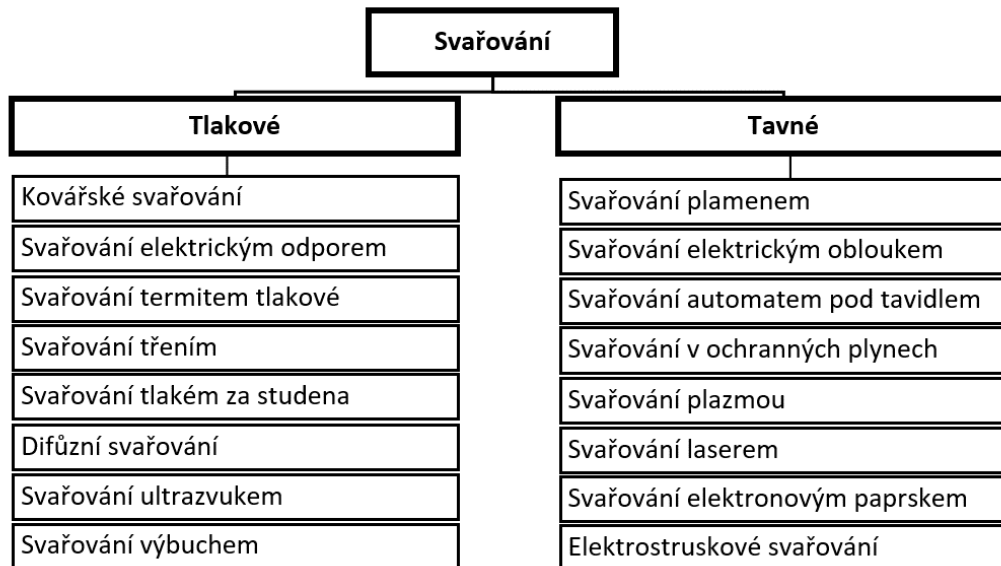 Svařování
Tlakové
Kovářské svařování
Svařování elektrickým odporem
Svařování termitem tlakové
Svařování třením
Svařování tlakém za studena
Difůzní svařování
Svařování ultrazvukem
Svařování výbuchem
Tavné
Svařování plamenem
Svařování elektrickým obloukem
Svařování automatem pod tavidlem
Svařování v ochranných plynech
Svařování plazmou
Svařování laserem
Svařování elektronovým paprskem
Elektrostruskové svařování